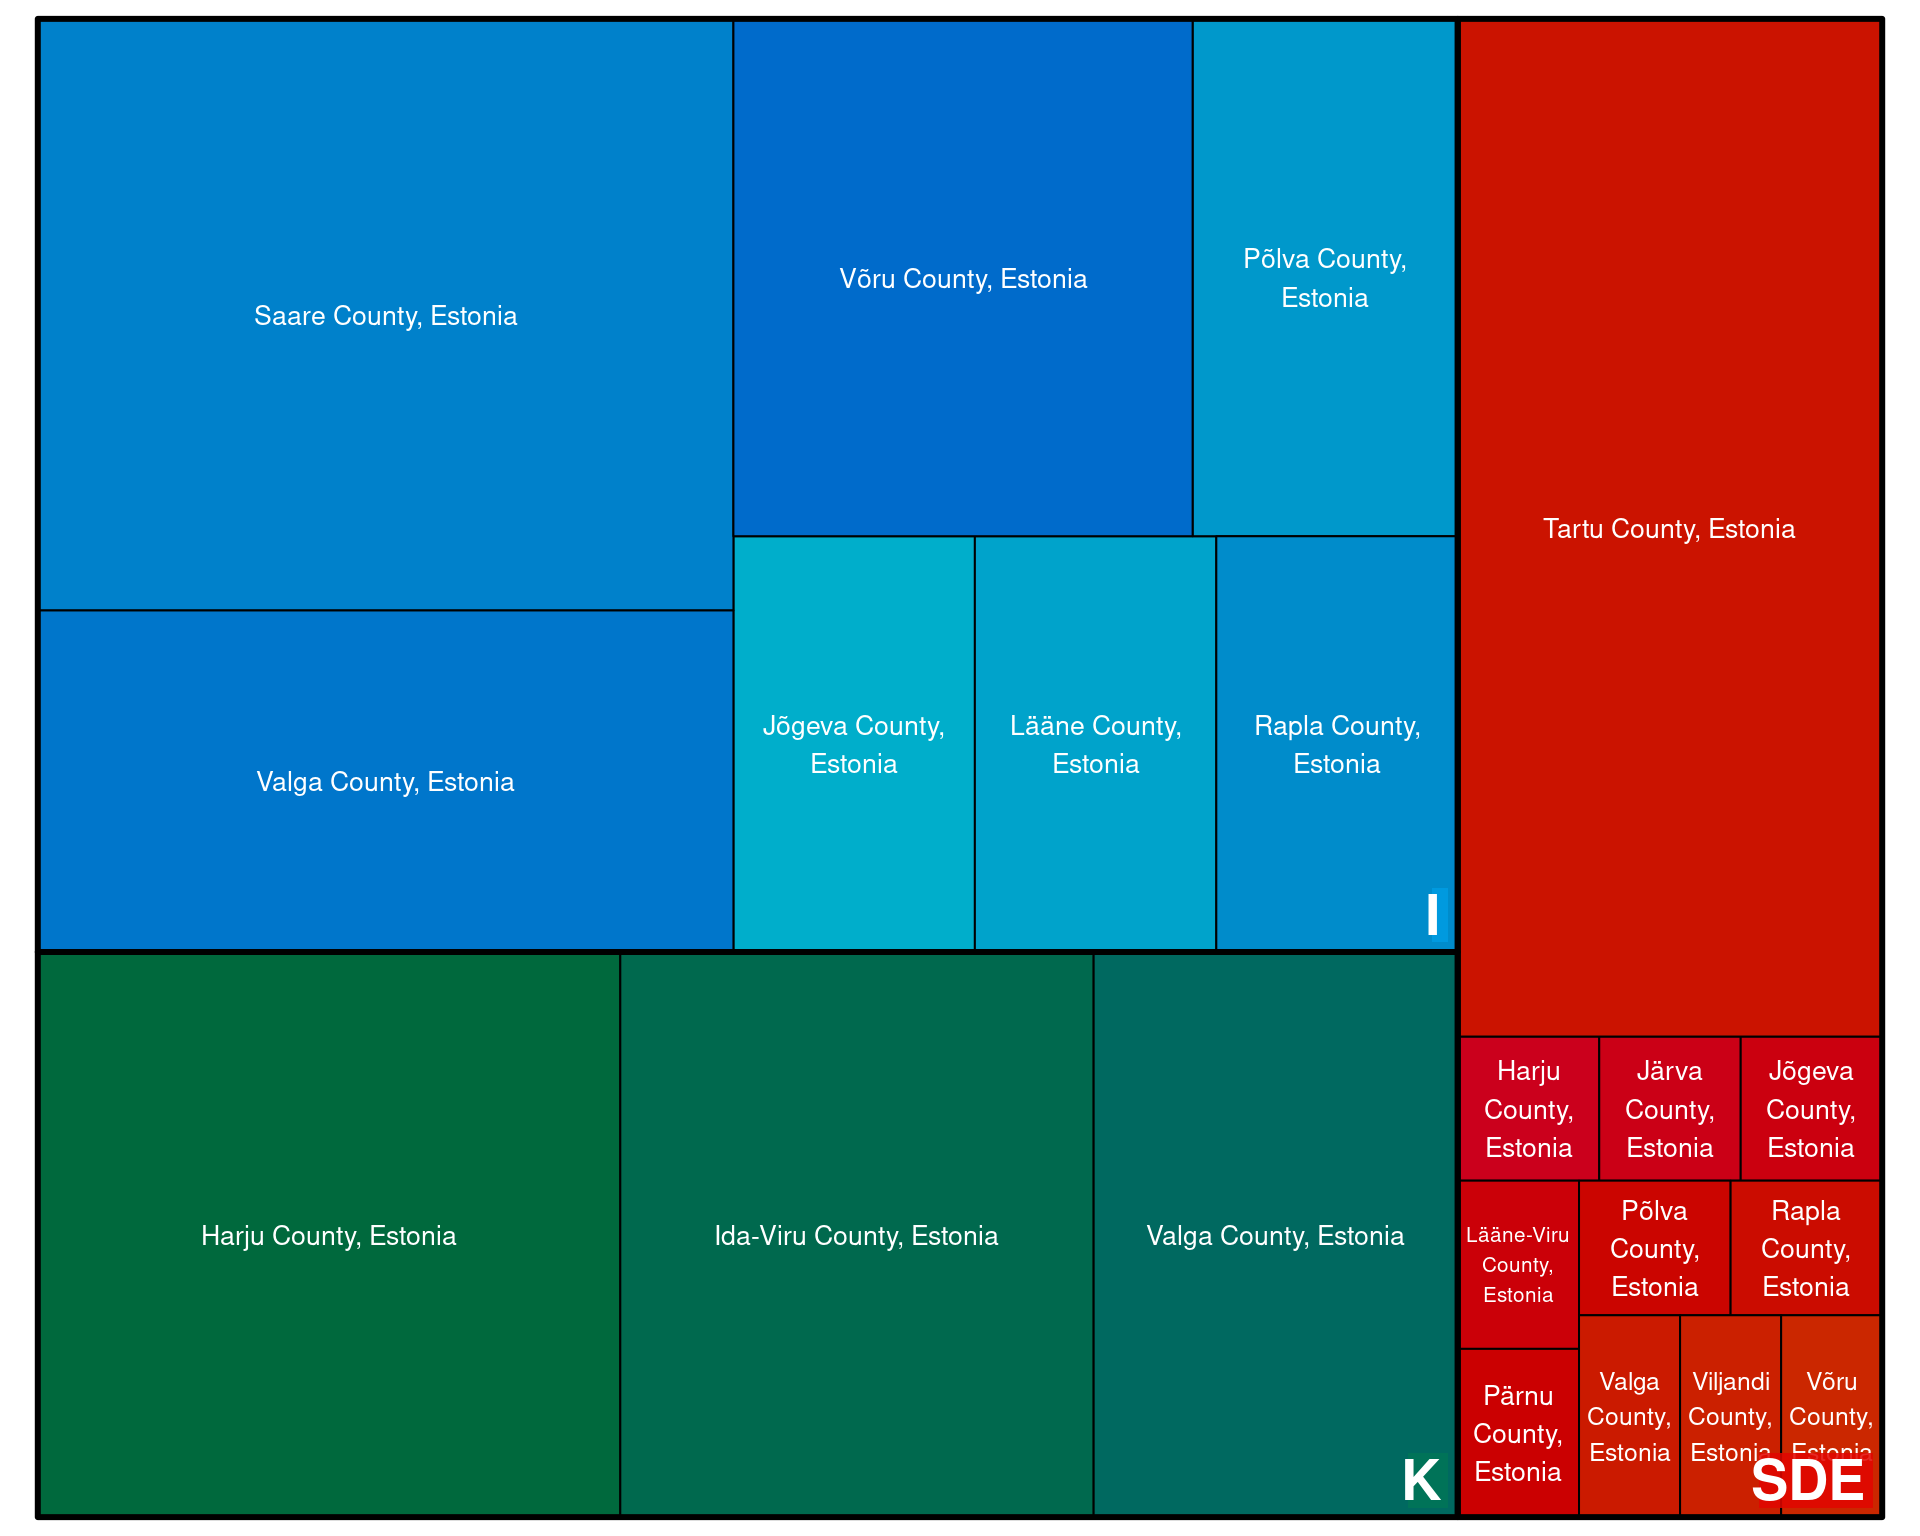 Saare County, Estonia
Võru County, Estonia
Põlva County,
Estonia
Valga County, Estonia
Jõgeva County,
Estonia
Lääne County,
Estonia
Rapla County,
Estonia
I
Harju County, Estonia
Ida-Viru County, Estonia
Valga County, Estonia
K
Tartu County, Estonia
Harju
County,
Estonia
Järva
County,
Estonia
Jõgeva
County,
Estonia
Lääne-Viru
County,
Estonia
Põlva
County,
Estonia
Rapla
County,
Estonia
Pärnu
County,
Estonia
Valga
County,
Estonia
Viljandi
County,
Estonia
Võru
County,
Estonia
SDE